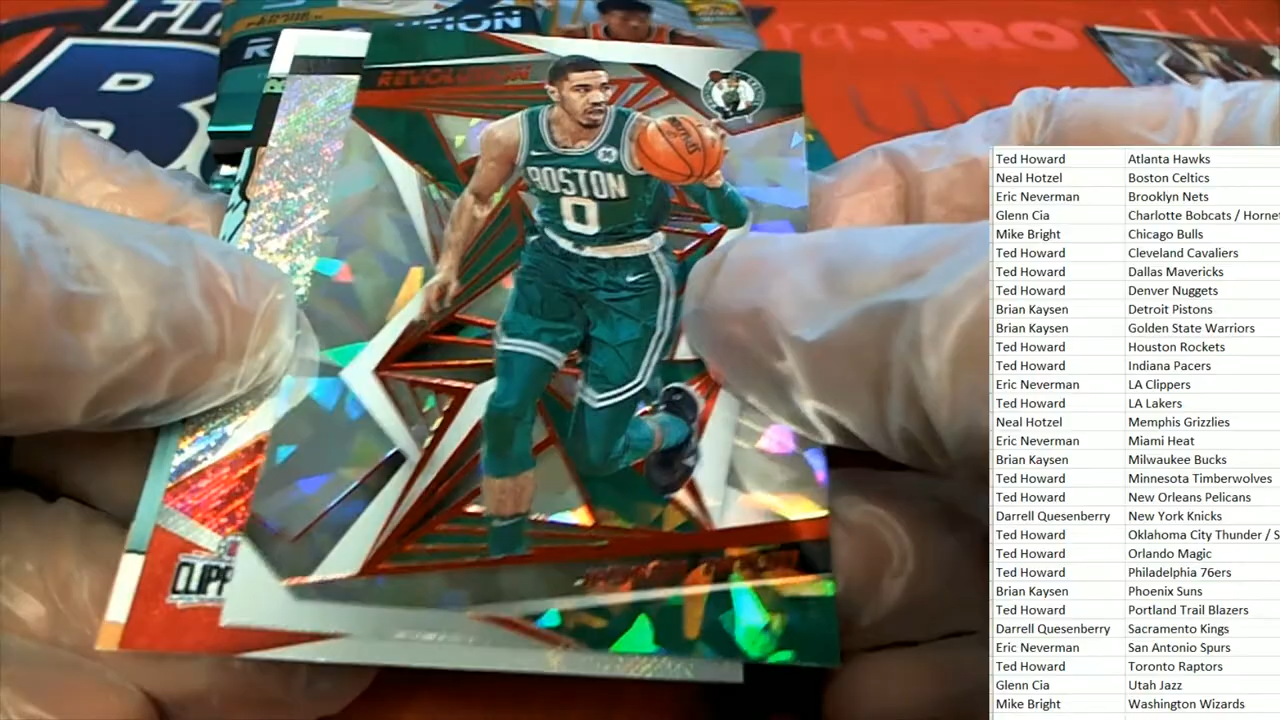 UTION
R
ra·PRO
REVOLUTION
BOSTON
0
SPALDING
CLIPP
Ted Howard Atlanta Hawks
Neal Hotzel Boston Celtics
Eric Neverman Brooklyn Nets
Glenn Cia Charlotte Bobcats / Horne
Mike Bright Chicago Bulls
Ted Howard Cleveland Cavaliers
Ted Howard Dallas Mavericks
Ted Howard Denver Nuggets
Brian Kaysen Detroit Pistons
Brian Kaysen Golden State Warriors
Ted Howard Houston Rockets
Ted Howard Indiana Pacers
Eric Neverman LA Clippers
Ted Howard LA Lakers
Neal Hotzel Memphis Grizzlies
Eric Neverman Miami Heat
Brian Kaysen Milwaukee Bucks
Ted Howard Minnesota Timberwolves
Ted Howard New Orleans Pelicans
Darrell Quesenberry New York Knicks
Ted Howard Oklahoma City Thunder / S
Ted Howard Orlando Magic
Ted Howard Philadelphia 76ers
Brian Kaysen Phoenix Suns
Ted Howard Portland Trail Blazers
Darrell Quesenberry Sacramento Kings
Eric Neverman San Antonio Spurs
Ted Howard Toronto Raptors
Glenn Cia Utah Jazz
Mike Bright Washington Wizards